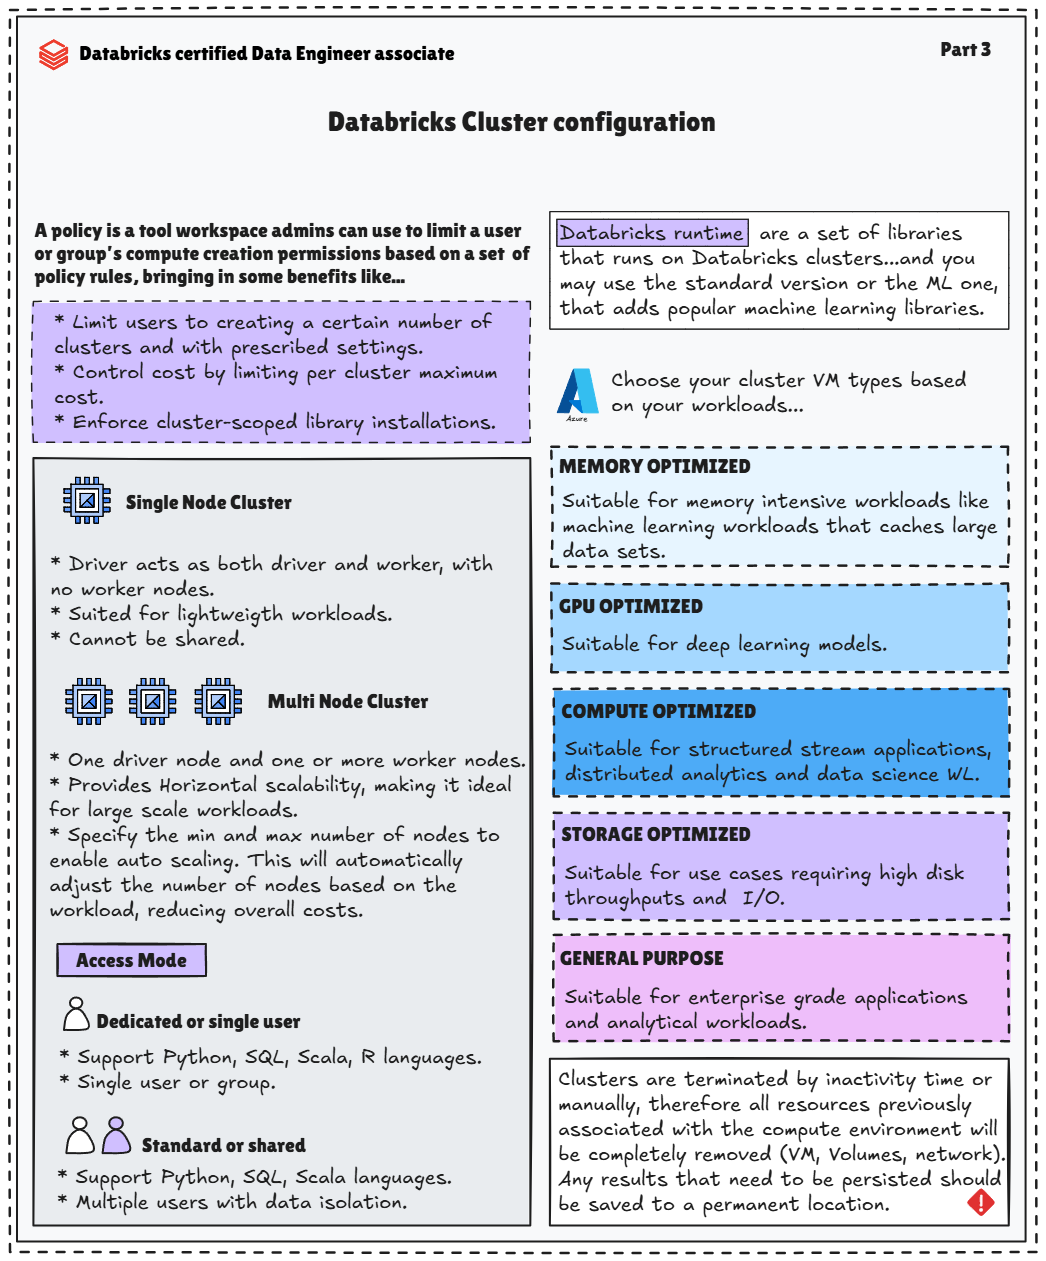 Databricks certified Data Engineer associate
Part 3
Databricks Cluster configuration
A policy is a tool workspace admins can use to limit a user
or group's compute creation permissions based on a set of
policy rules, bringing in some benefits like...
* Limit users to creating a certain number of
clusters and with prescribed settings.
* Control cost by limiting per cluster maximum
cost.
* Enforce cluster-scoped library installations.
Single Node Cluster
* Driver acts as both driver and worker, with
no worker nodes.
* Suited for lightweigth workloads.
* Cannot be shared.
Multi Node Cluster
* One driver node and one or more worker nodes.
* Provides Horizontal scalability, making it ideal
for large scale workloads.
* Specify the min and max number of nodes to
enable auto scaling. This will automatically
adjust the number of nodes based on the
workload, reducing overall costs.
Access Mode
Dedicated or single user
* Support Python, SQL, Scala, R languages.
* Single user or group.
Standard or shared
* Support Python, SQL, Scala languages.
* Multiple users with data isolation.
Databricks runtime are a set of libraries
that runs on Databricks clusters...and you
may use the standard version or the ML one,
that adds popular machine learning libraries.
Azure
Choose your cluster VM types based
on your workloads...
MEMORY OPTIMIZED
Suitable for memory intensive workloads like
machine learning workloads that caches large
data sets.
GPU OPTIMIZED
Suitable for deep learning models.
COMPUTE OPTIMIZED
Suitable for structured stream applications,
distributed analytics and data science WL.
STORAGE OPTIMIZED
Suitable for use cases requiring high disk
throughputs and I/O.
GENERAL PURPOSE
Suitable for enterprise grade applications
and analytical workloads.
Clusters are terminated by inactivity time or
manually, therefore all resources previously
associated with the compute environment will
be completely removed (VM, Volumes, network).
Any results that need to be persisted should
be saved to a permanent location.